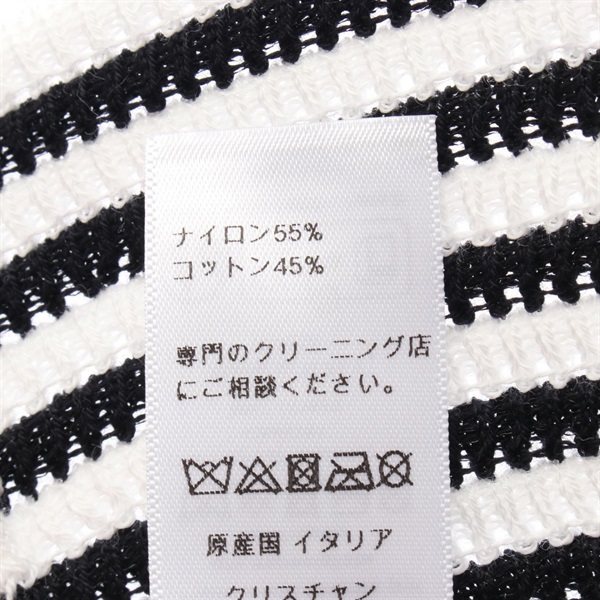 ナイロン55%
コットン45%
専門のクリーニング店
にご相談ください。
原産国 イタリア
クリスチャン